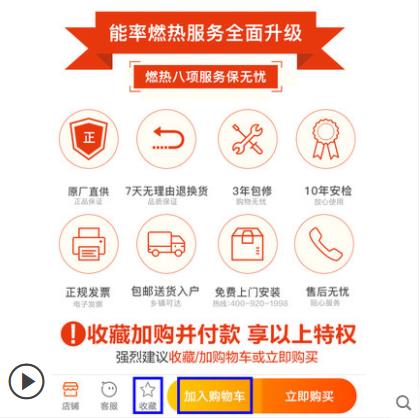 能率燃热服务全面升级
燃热八项服务保无忧
正
原厂直供
正品保证
7天无理由退换货
品质保证
3年包修
购物无忧
10年安检
放心使用
正规发票
电子发票
包邮送货入户
乡镇可达
免费上门安装
热线:400-920-1998
售后无忧
贴心服务
!收藏加购并付款 享以上特权
强烈建议收藏/加购物车或立即购买
店铺
客服
收藏
加入购物车
立即购买